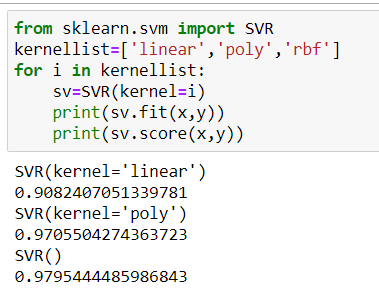 from sklearn.svm import SVR
kernellist=['linear','poly','rbf']
for i in kernellist:
    sv=SVR(kernel=i)
    print(sv.fit(x,y))
    print(sv.score(x,y))
SVR(kernel='linear')
0.9082407051339781
SVR(kernel='poly')
0.9705504274363723
SVR()
0.9795444485986843